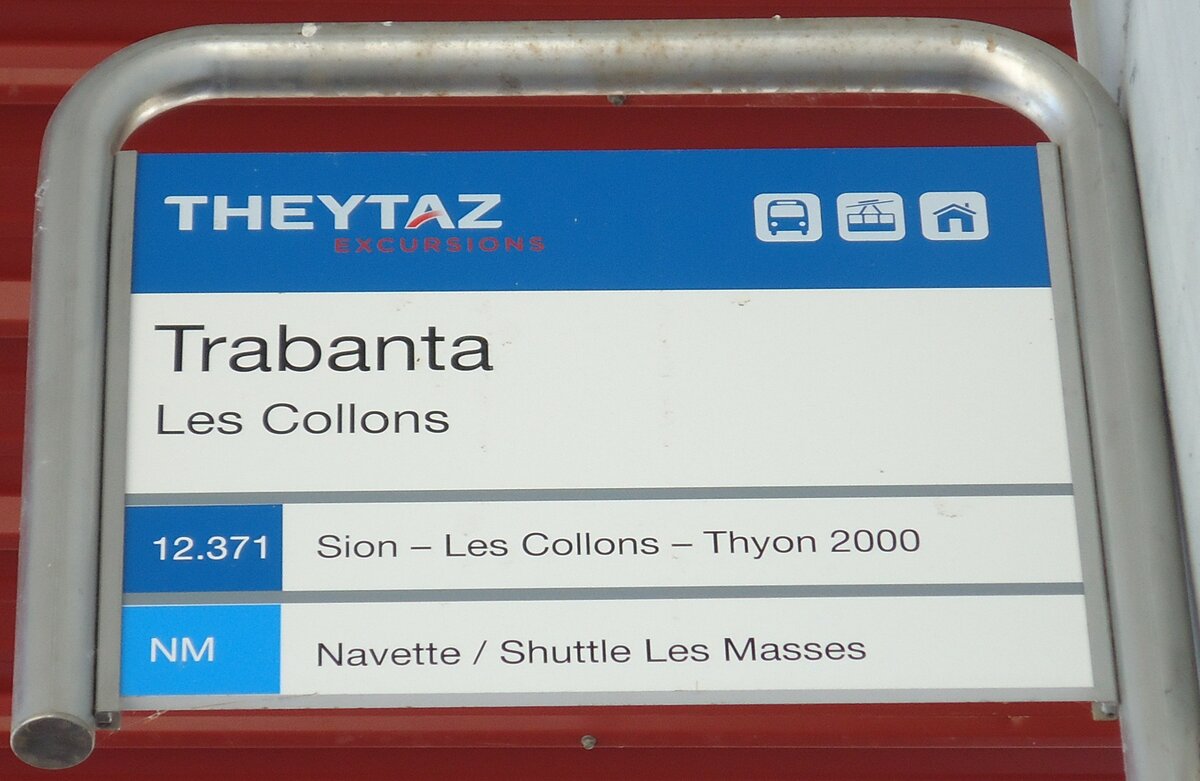 THEYTAZ
EXCURSIONS
Trabanta
Les Collons
12.371 Sion – Les Collons – Thyon 2000
NM Navette / Shuttle Les Masses